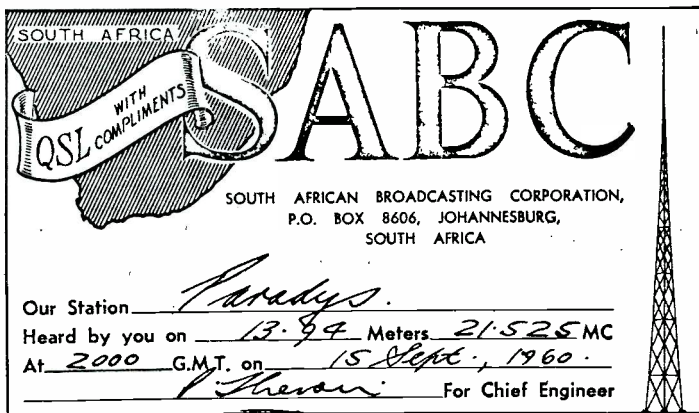 SOUTH AFRICA
SABC
QSL WITH COMPLIMENTS
SOUTH AFRICAN BROADCASTING CORPORATION,
P.O. BOX 8606, JOHANNESBURG,
SOUTH AFRICA
Our Station Paradys.
Heard by you on 13.94 Meters 21.525 MC
At 2000 G.M.T. on 15 Sept., 1960.
For Chief Engineer